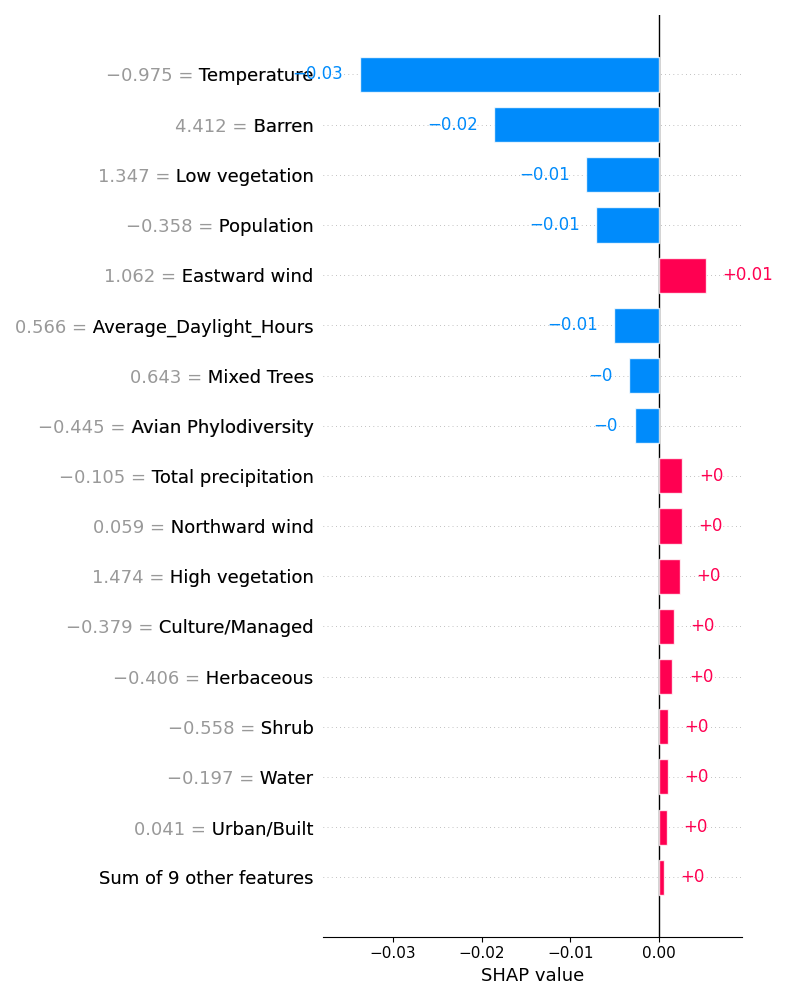 −0.975 = Temperature −0.03
4.412 = Barren −0.02
1.347 = Low vegetation −0.01
−0.358 = Population −0.01
1.062 = Eastward wind +0.01
0.566 = Average_Daylight_Hours −0.01
0.643 = Mixed Trees −0
−0.445 = Avian Phylodiversity −0
−0.105 = Total precipitation +0
0.059 = Northward wind +0
1.474 = High vegetation +0
−0.379 = Culture/Managed +0
−0.406 = Herbaceous +0
−0.558 = Shrub +0
−0.197 = Water +0
0.041 = Urban/Built +0
Sum of 9 other features +0
−0.03 −0.02 −0.01 0.00
SHAP value